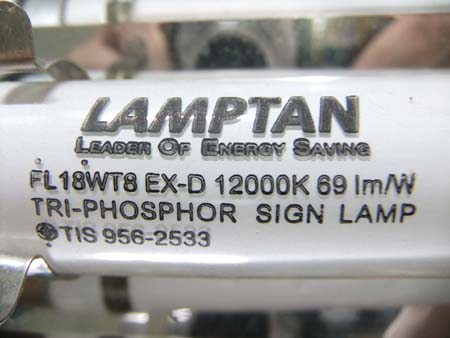 LAMPTAN
LEADER OF ENERGY SAVING
FL18WT8 EX-D 12000K 69 lm/W
TRI-PHOSPHOR SIGN LAMP
TIS 956-2533